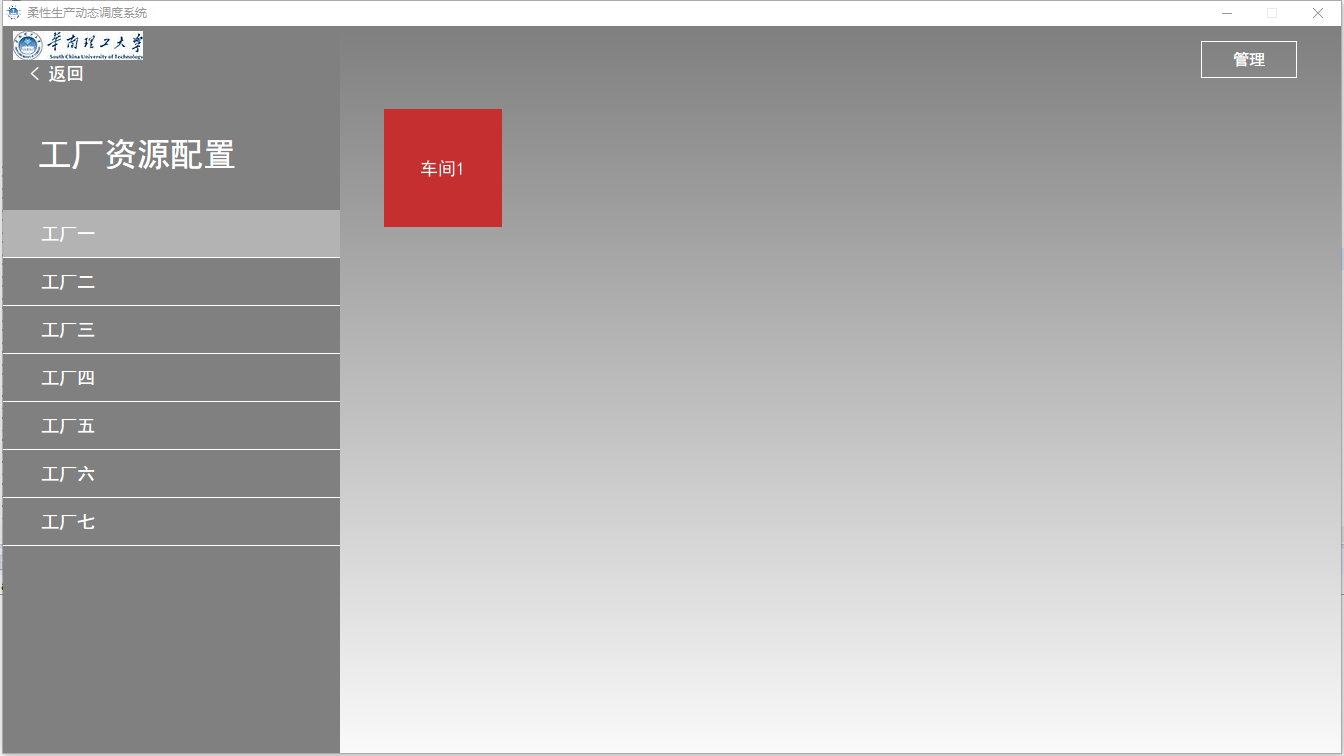 柔性生产动态调度系统
华南理工大学
South China University of Technology
返回
管理
工厂资源配置
车间1
工厂一
工厂二
工厂三
工厂四
工厂五
工厂六
工厂七